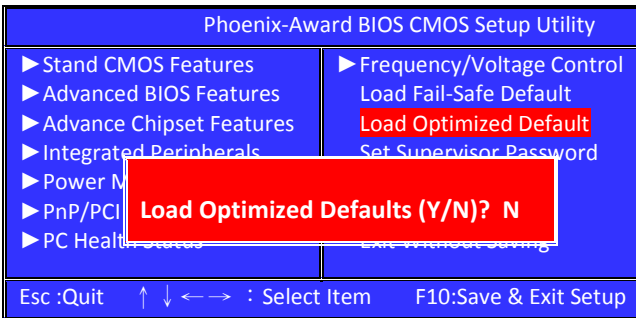 Phoenix-Award BIOS CMOS Setup Utility
►Stand CMOS Features
►Advanced BIOS Features
►Advance Chipset Features
►Integrated Peripherals
►Power
►PnP/PCI
►PC Health Status
►Frequency/Voltage Control
Load Fail-Safe Default
Load Optimized Default
Set Supervisor Password
Exit Without Saving
Load Optimized Defaults (Y/N)? N
Esc :Quit ↑↓←→ : Select Item F10:Save & Exit Setup